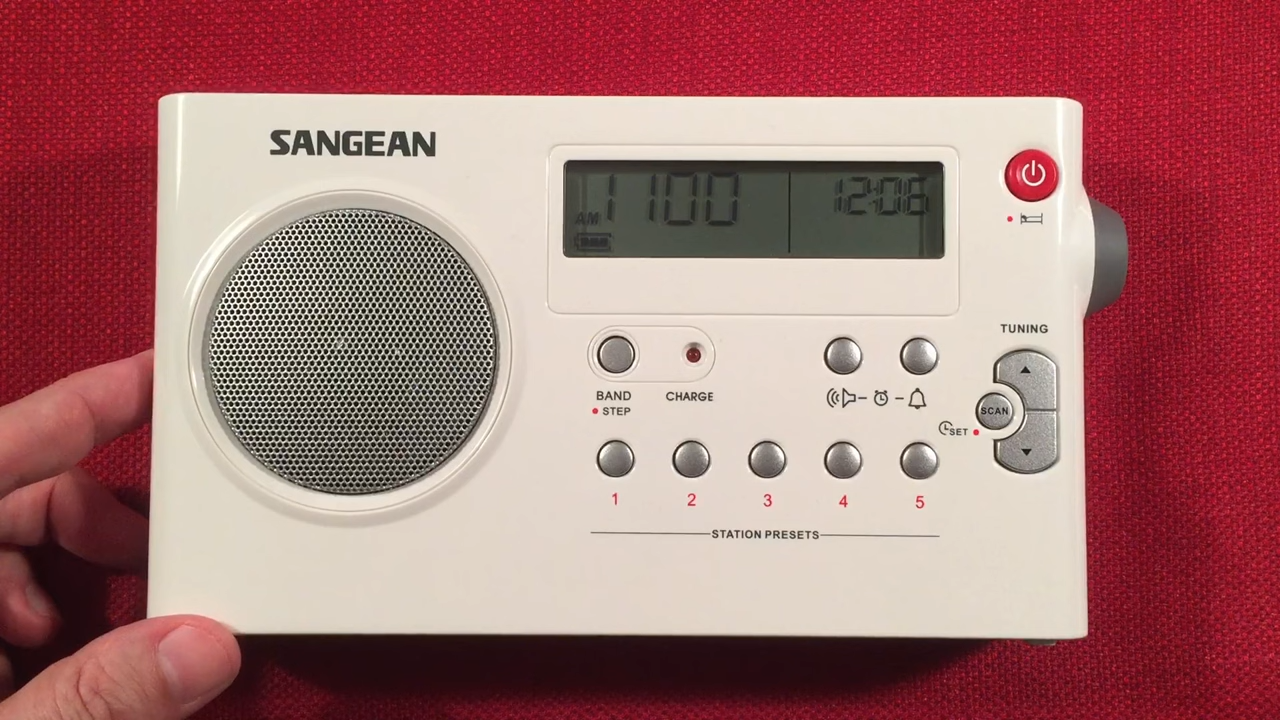 SANGEAN
1100
12:06
AM
TUNING
BAND
CHARGE
STEP
SCAN
SET
1 2 3 4 5
STATION PRESETS